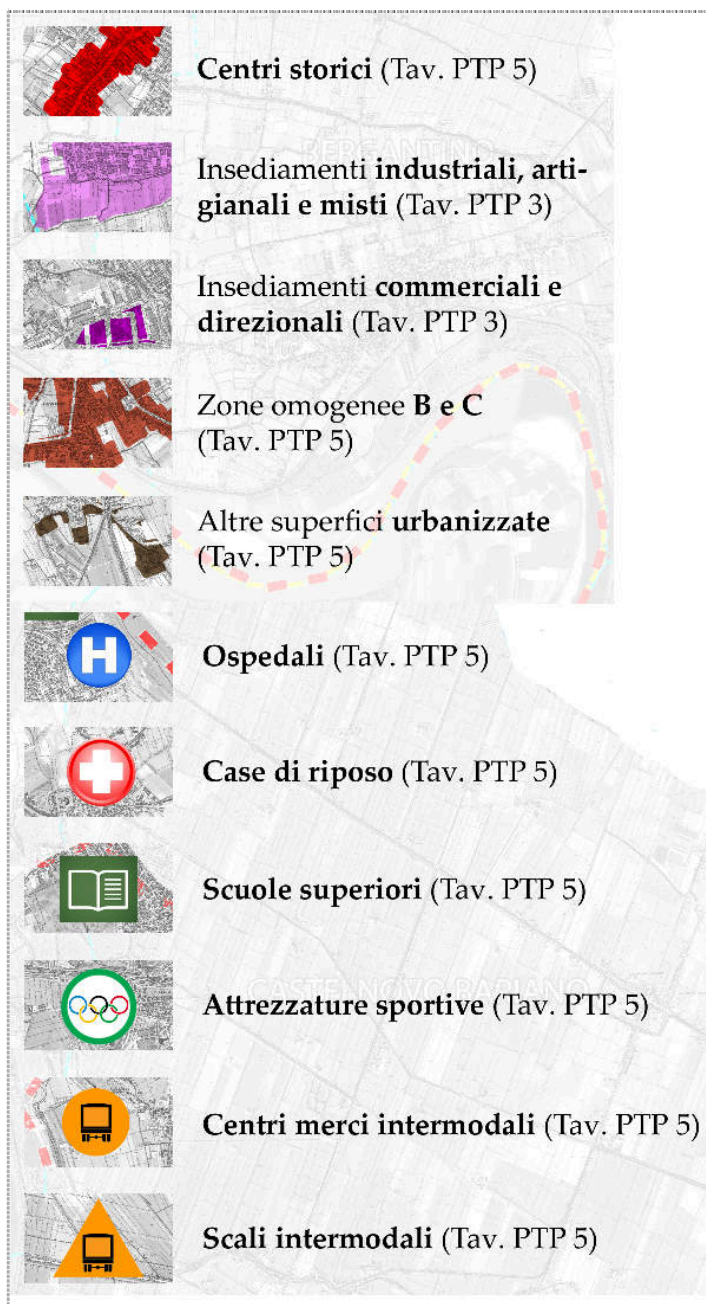 Centri storici (Tav. PTP 5)
BERGANTINO
Insediamenti industriali, arti-
gianali e misti (Tav. PTP 3)
Insediamenti commerciali e
direzionali (Tav. PTP 3)
Zone omogenee B e C
(Tav. PTP 5)
Altre superfici urbanizzate
(Tav. PTP 5)
H
Ospedali (Tav. PTP 5)
Case di riposo (Tav. PTP 5)
Scuole superiori (Tav. PTP 5)
CASTELNOVO BARIANO
Attrezzature sportive (Tav. PTP 5)
Centri merci intermodali (Tav. PTP 5)
Scali intermodali (Tav. PTP 5)